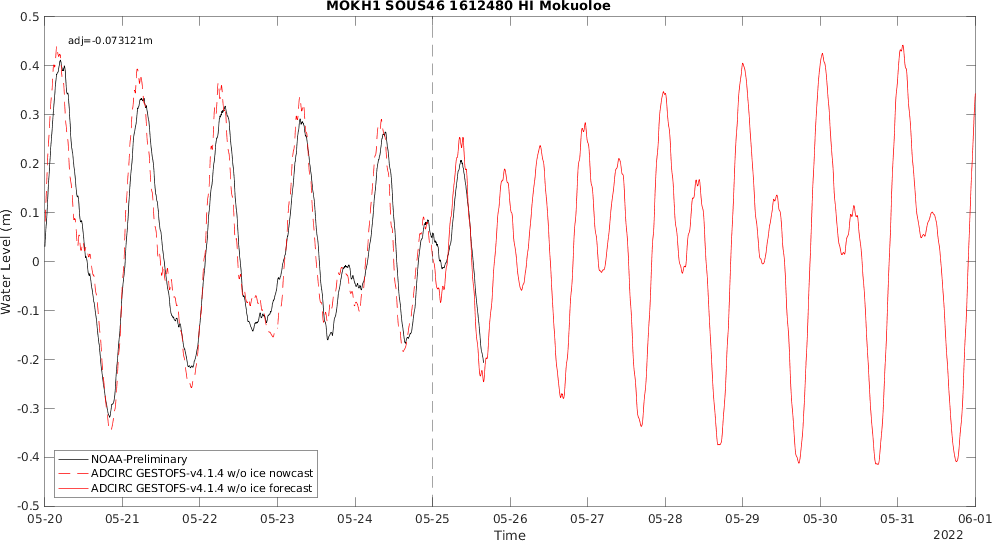 MOKH1 SOUS46 1612480 HI Mokuoloe
adj=-0.073121m
Water Level (m)
0.5
0.4
0.3
0.2
0.1
0
-0.1
-0.2
-0.3
-0.4
-0.5
NOAA-Preliminary
ADCIRC GESTOFS-v4.1.4 w/o ice nowcast
ADCIRC GESTOFS-v4.1.4 w/o ice forecast
05-20 05-21 05-22 05-23 05-24 05-25 05-26 05-27 05-28 05-29 05-30 05-31 06-01
Time
2022